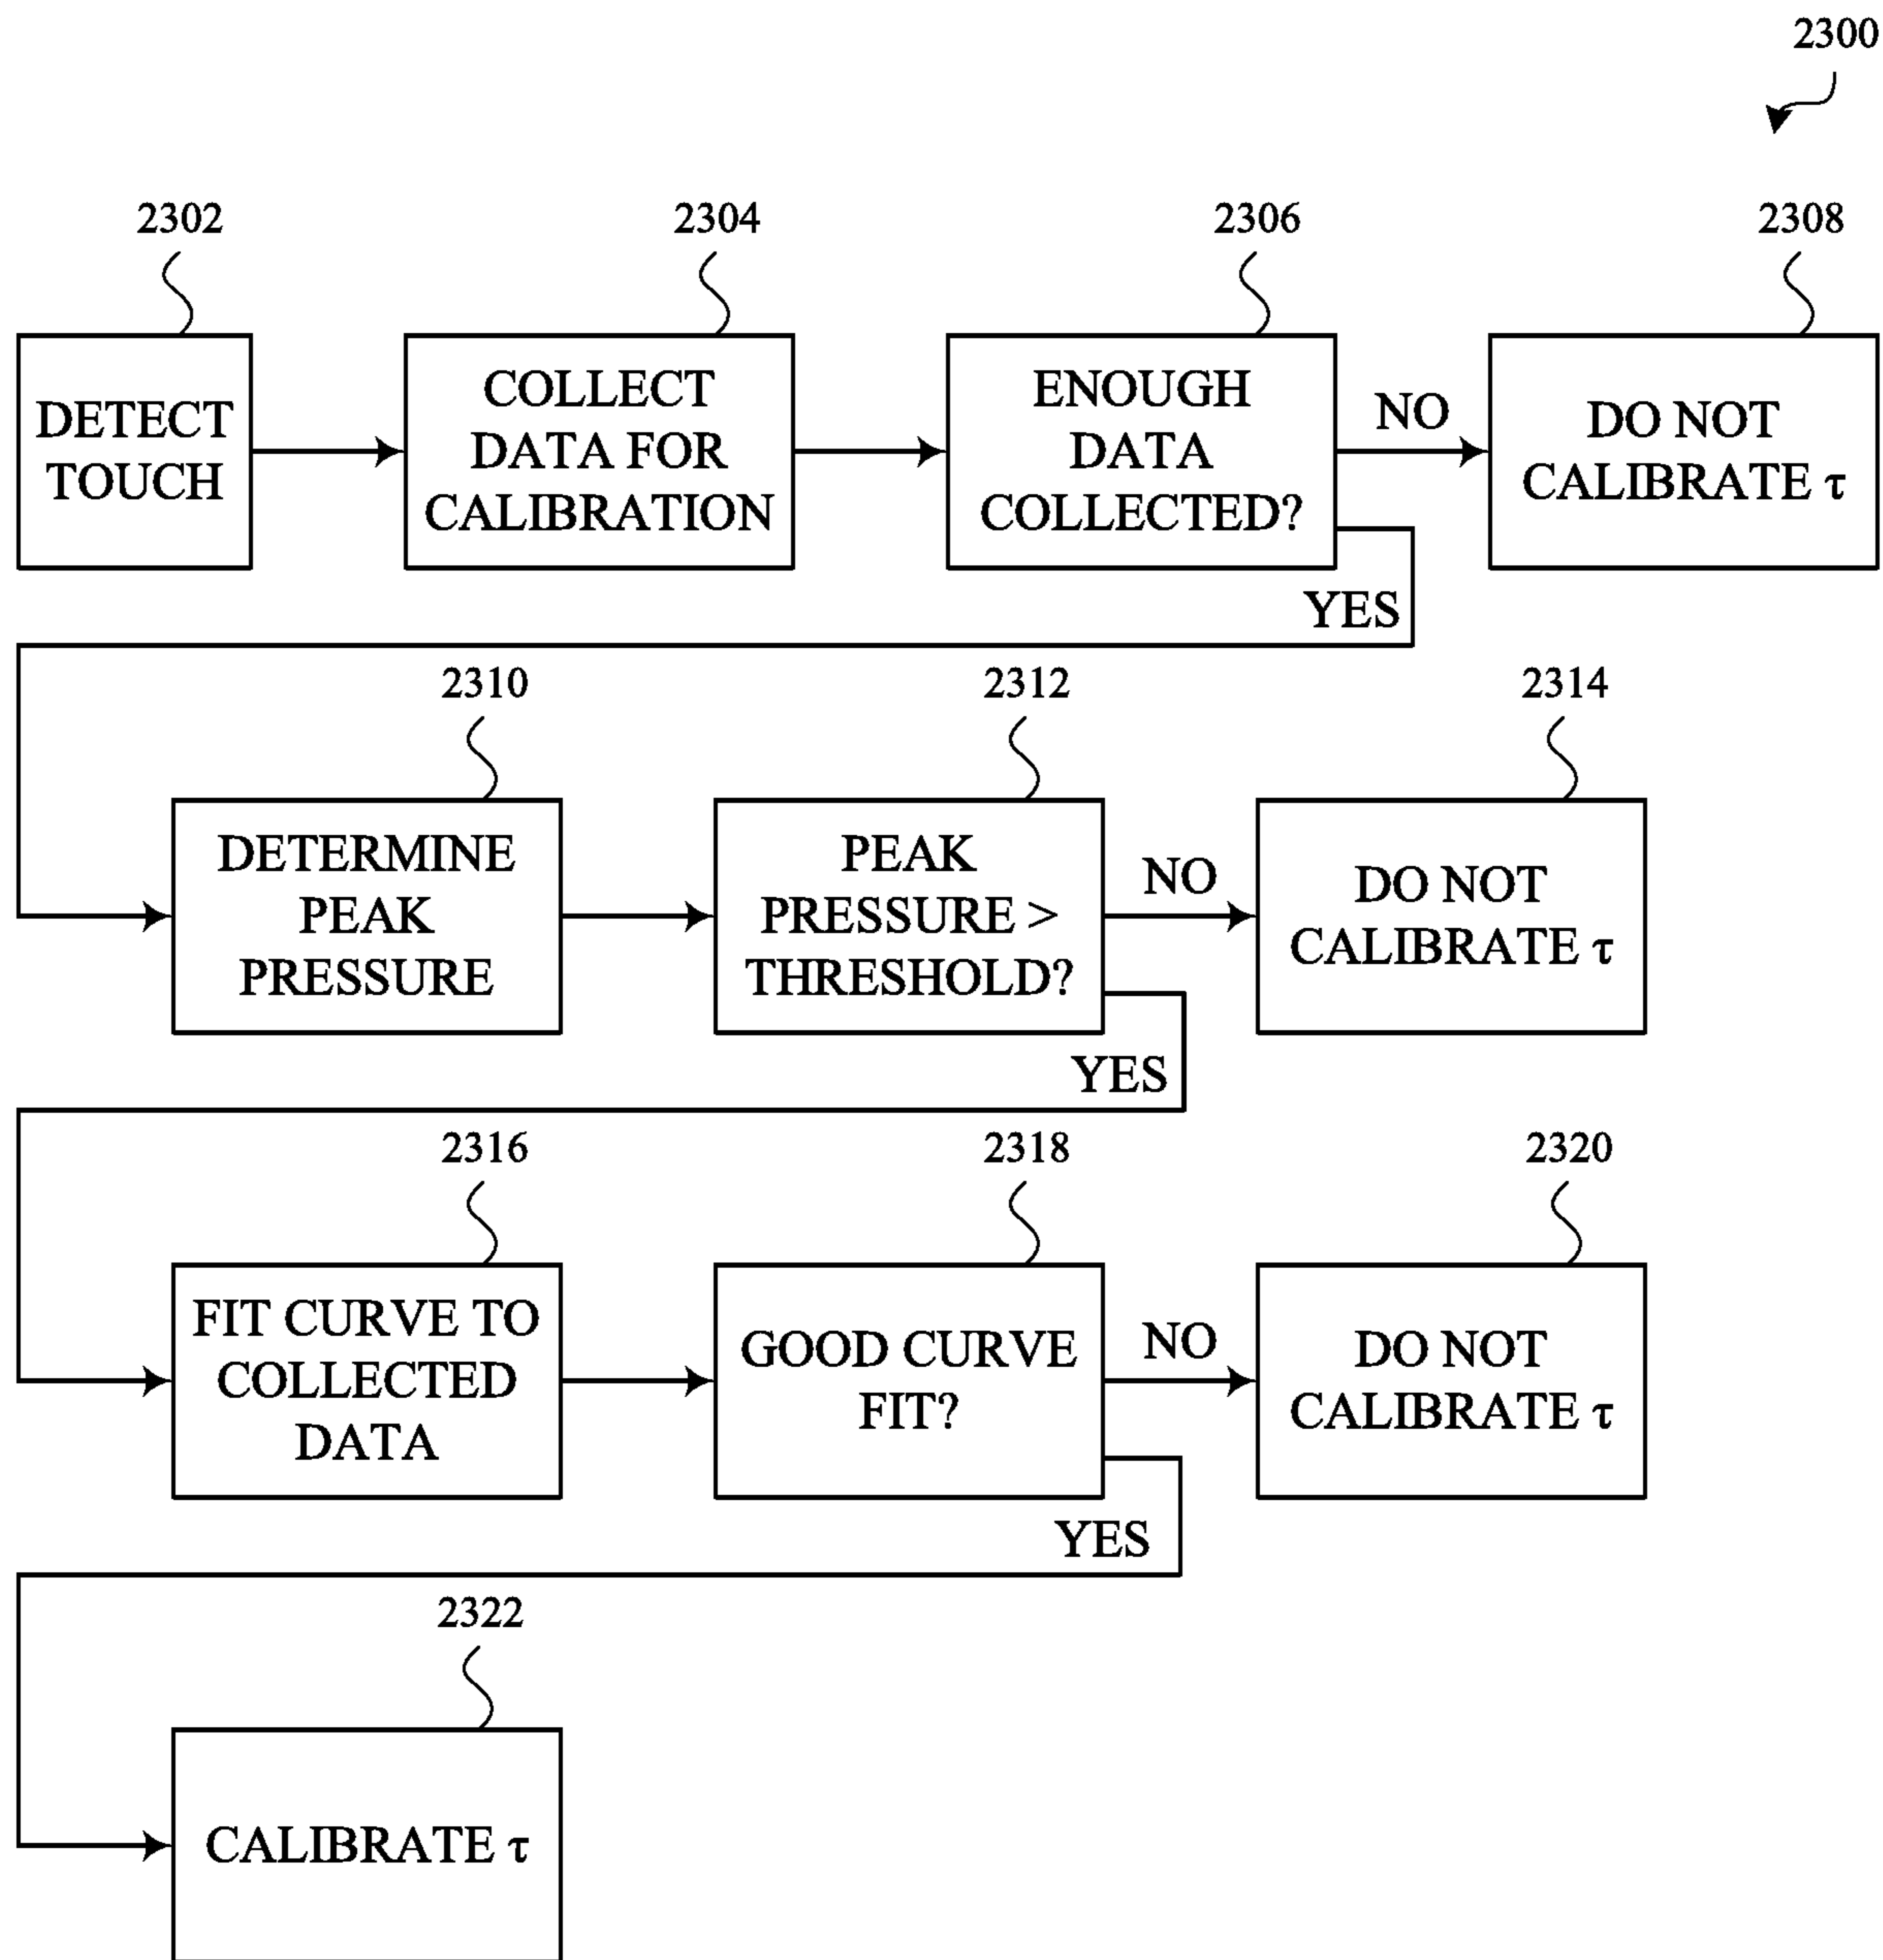 2300
2302
2304
2306
2308
DETECT
TOUCH
COLLECT
DATA FOR
CALIBRATION
ENOUGH
DATA
COLLECTED?
NO
DO NOT
CALIBRATE τ
YES
2310
2312
2314
DETERMINE
PEAK
PRESSURE
PEAK
PRESSURE >
THRESHOLD?
NO
DO NOT
CALIBRATE τ
YES
2316
2318
2320
FIT CURVE TO
COLLECTED
DATA
GOOD CURVE
FIT?
NO
DO NOT
CALIBRATE τ
YES
2322
CALIBRATE τ